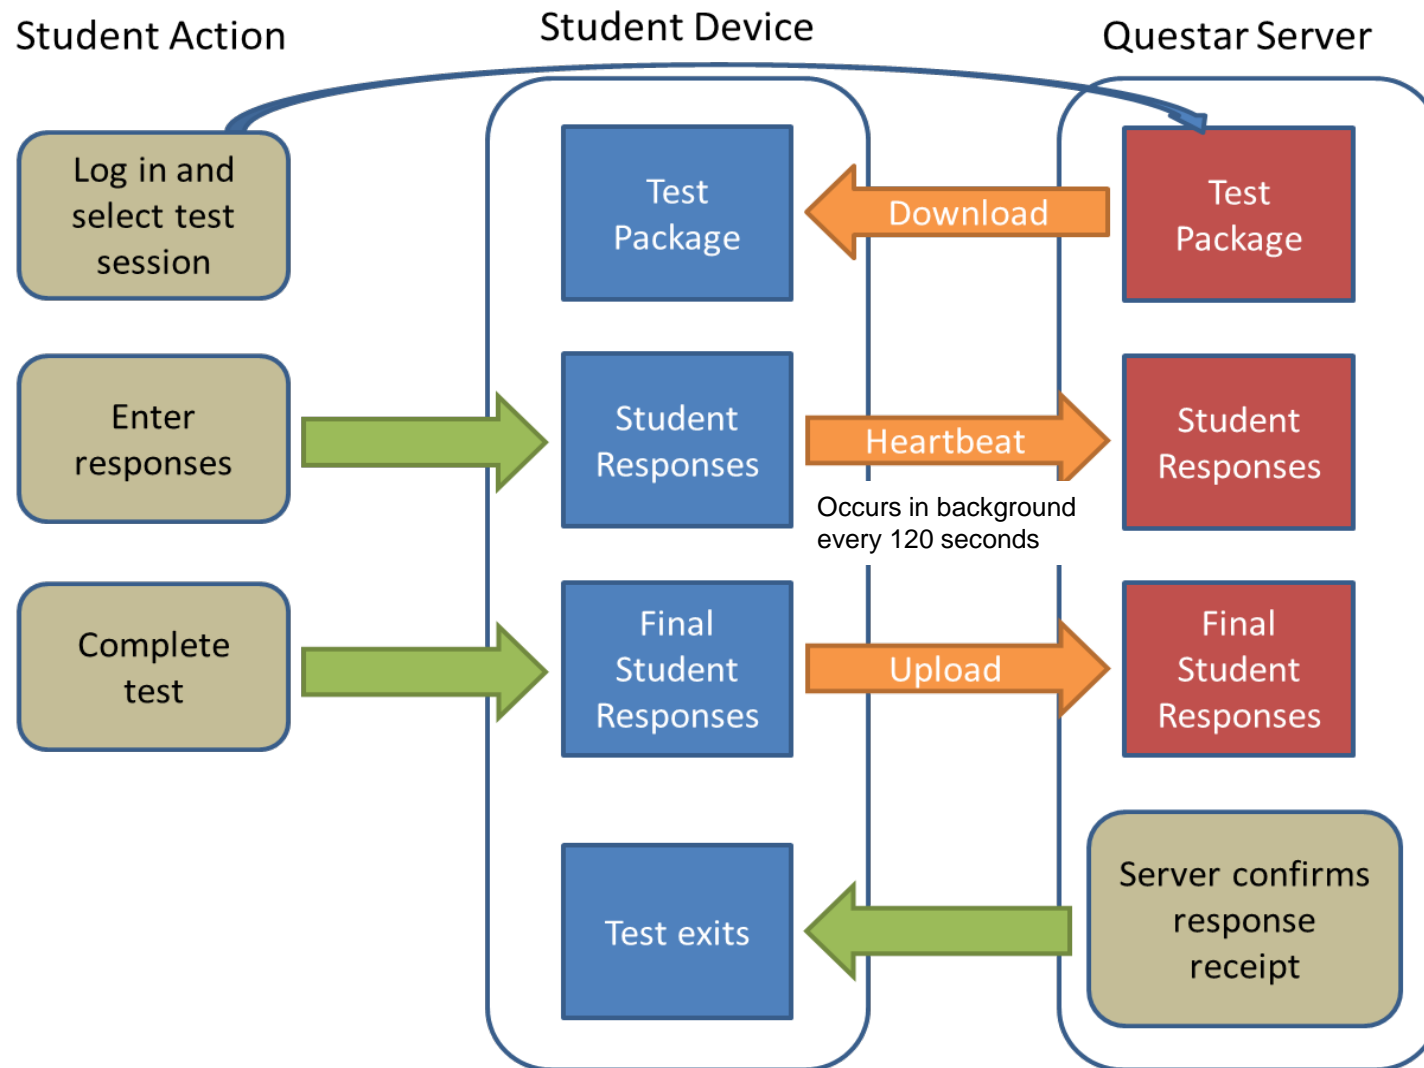 Student Action
Student Device
Questar Server
Log in and
select test
session
Test
Package
Download
Test
Package
Enter
responses
Student
Responses
Heartbeat
Student
Responses
Occurs in background
every 120 seconds
Complete
test
Final
Student
Responses
Upload
Final
Student
Responses
Test exits
Server confirms
response
receipt